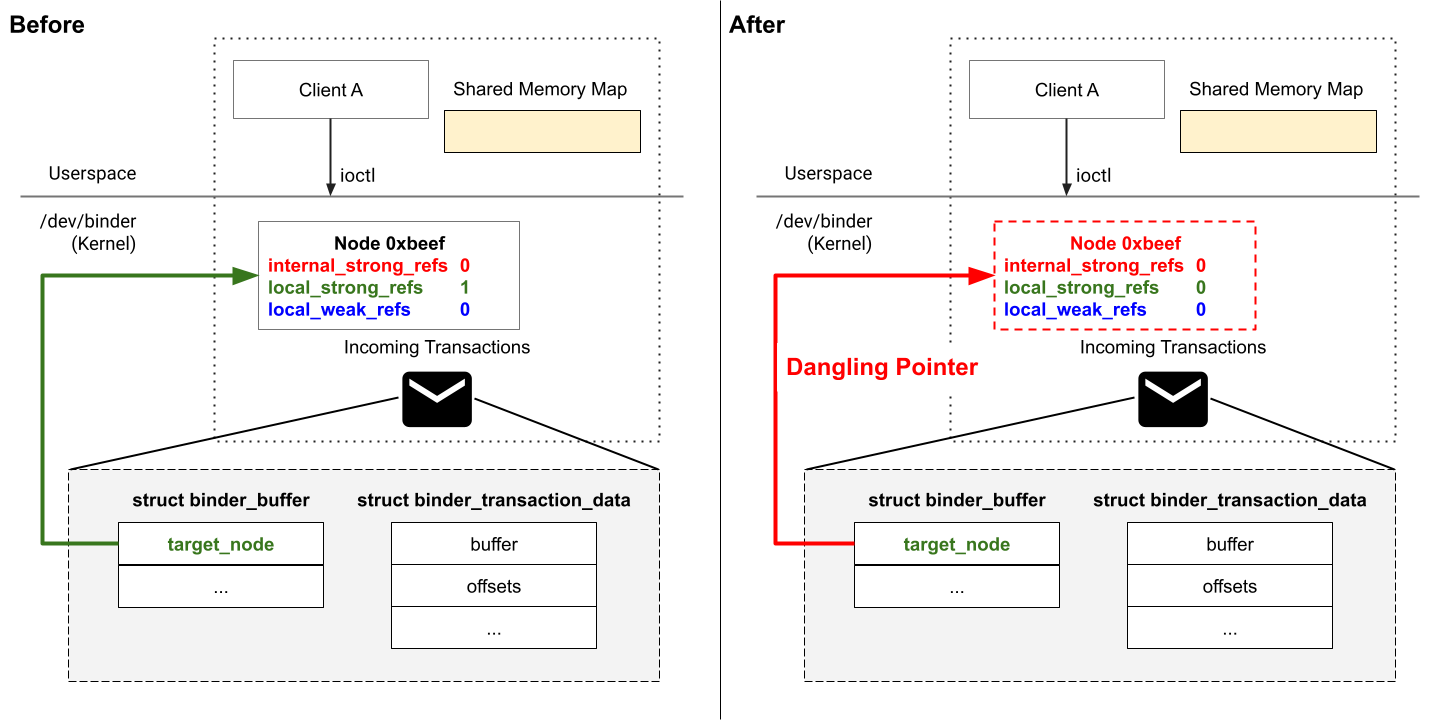 Before
Client A
Shared Memory Map
ioctl
Userspace
/dev/binder
(Kernel)
Node 0xbeef
internal_strong_refs 0
local_strong_refs 1
local_weak_refs 0
Incoming Transactions
struct binder_buffer
struct binder_transaction_data
target_node
...
buffer
offsets
...
After
Client A
Shared Memory Map
ioctl
Userspace
/dev/binder
(Kernel)
Node 0xbeef
internal_strong_refs 0
local_strong_refs 0
local_weak_refs 0
Incoming Transactions
Dangling Pointer
struct binder_buffer
struct binder_transaction_data
target_node
...
buffer
offsets
...